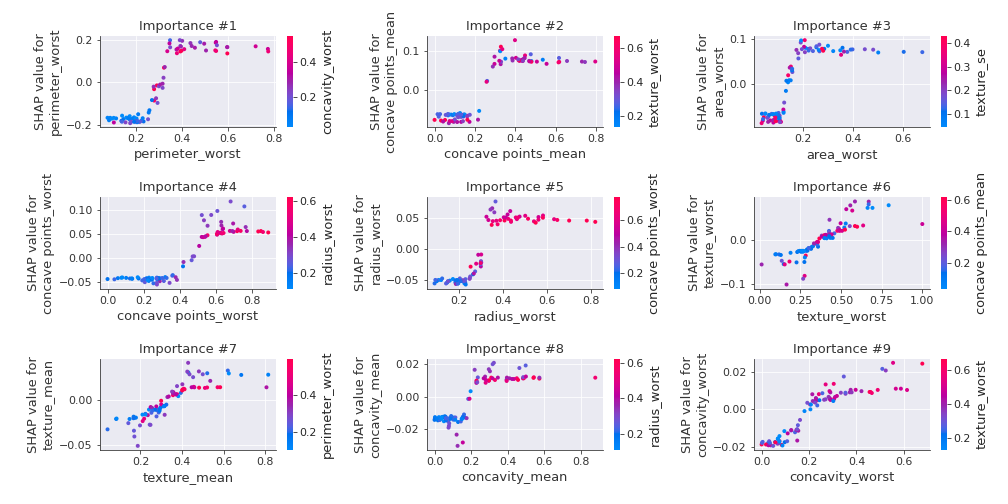 Importance #1
SHAP value for
perimeter_worst
0.2
0.0
−0.2
0.2
0.4
0.6
0.8
perimeter_worst
0.4
0.2
concavity_worst
Importance #2
SHAP value for
concave points_mean
0.1
0.0
0.0
0.2
0.4
0.6
0.8
concave points_mean
0.6
0.4
0.2
texture_worst
Importance #3
SHAP value for
area_worst
0.1
0.0
0.2
0.4
0.6
area_worst
0.4
0.3
0.2
0.1
texture_se
Importance #4
SHAP value for
concave points_worst
0.10
0.05
0.00
−0.05
0.0
0.2
0.4
0.6
0.8
concave points_worst
0.6
0.4
0.2
radius_worst
Importance #5
SHAP value for
radius_worst
0.05
0.00
−0.05
0.2
0.4
0.6
0.8
radius_worst
0.6
0.4
0.2
concave points_worst
Importance #6
SHAP value for
texture_worst
0.0
−0.1
0.00
0.25
0.50
0.75
1.00
texture_worst
0.6
0.4
0.2
concave points_mean
Importance #7
SHAP value for
texture_mean
0.00
−0.05
0.2
0.4
0.6
0.8
texture_mean
0.4
0.2
perimeter_worst
Importance #8
SHAP value for
concavity_mean
0.02
0.00
−0.02
0.0
0.2
0.4
0.6
0.8
concavity_mean
0.6
0.4
0.2
radius_worst
Importance #9
SHAP value for
concavity_worst
0.02
0.00
−0.02
0.0
0.2
0.4
0.6
concavity_worst
0.6
0.4
0.2
texture_worst